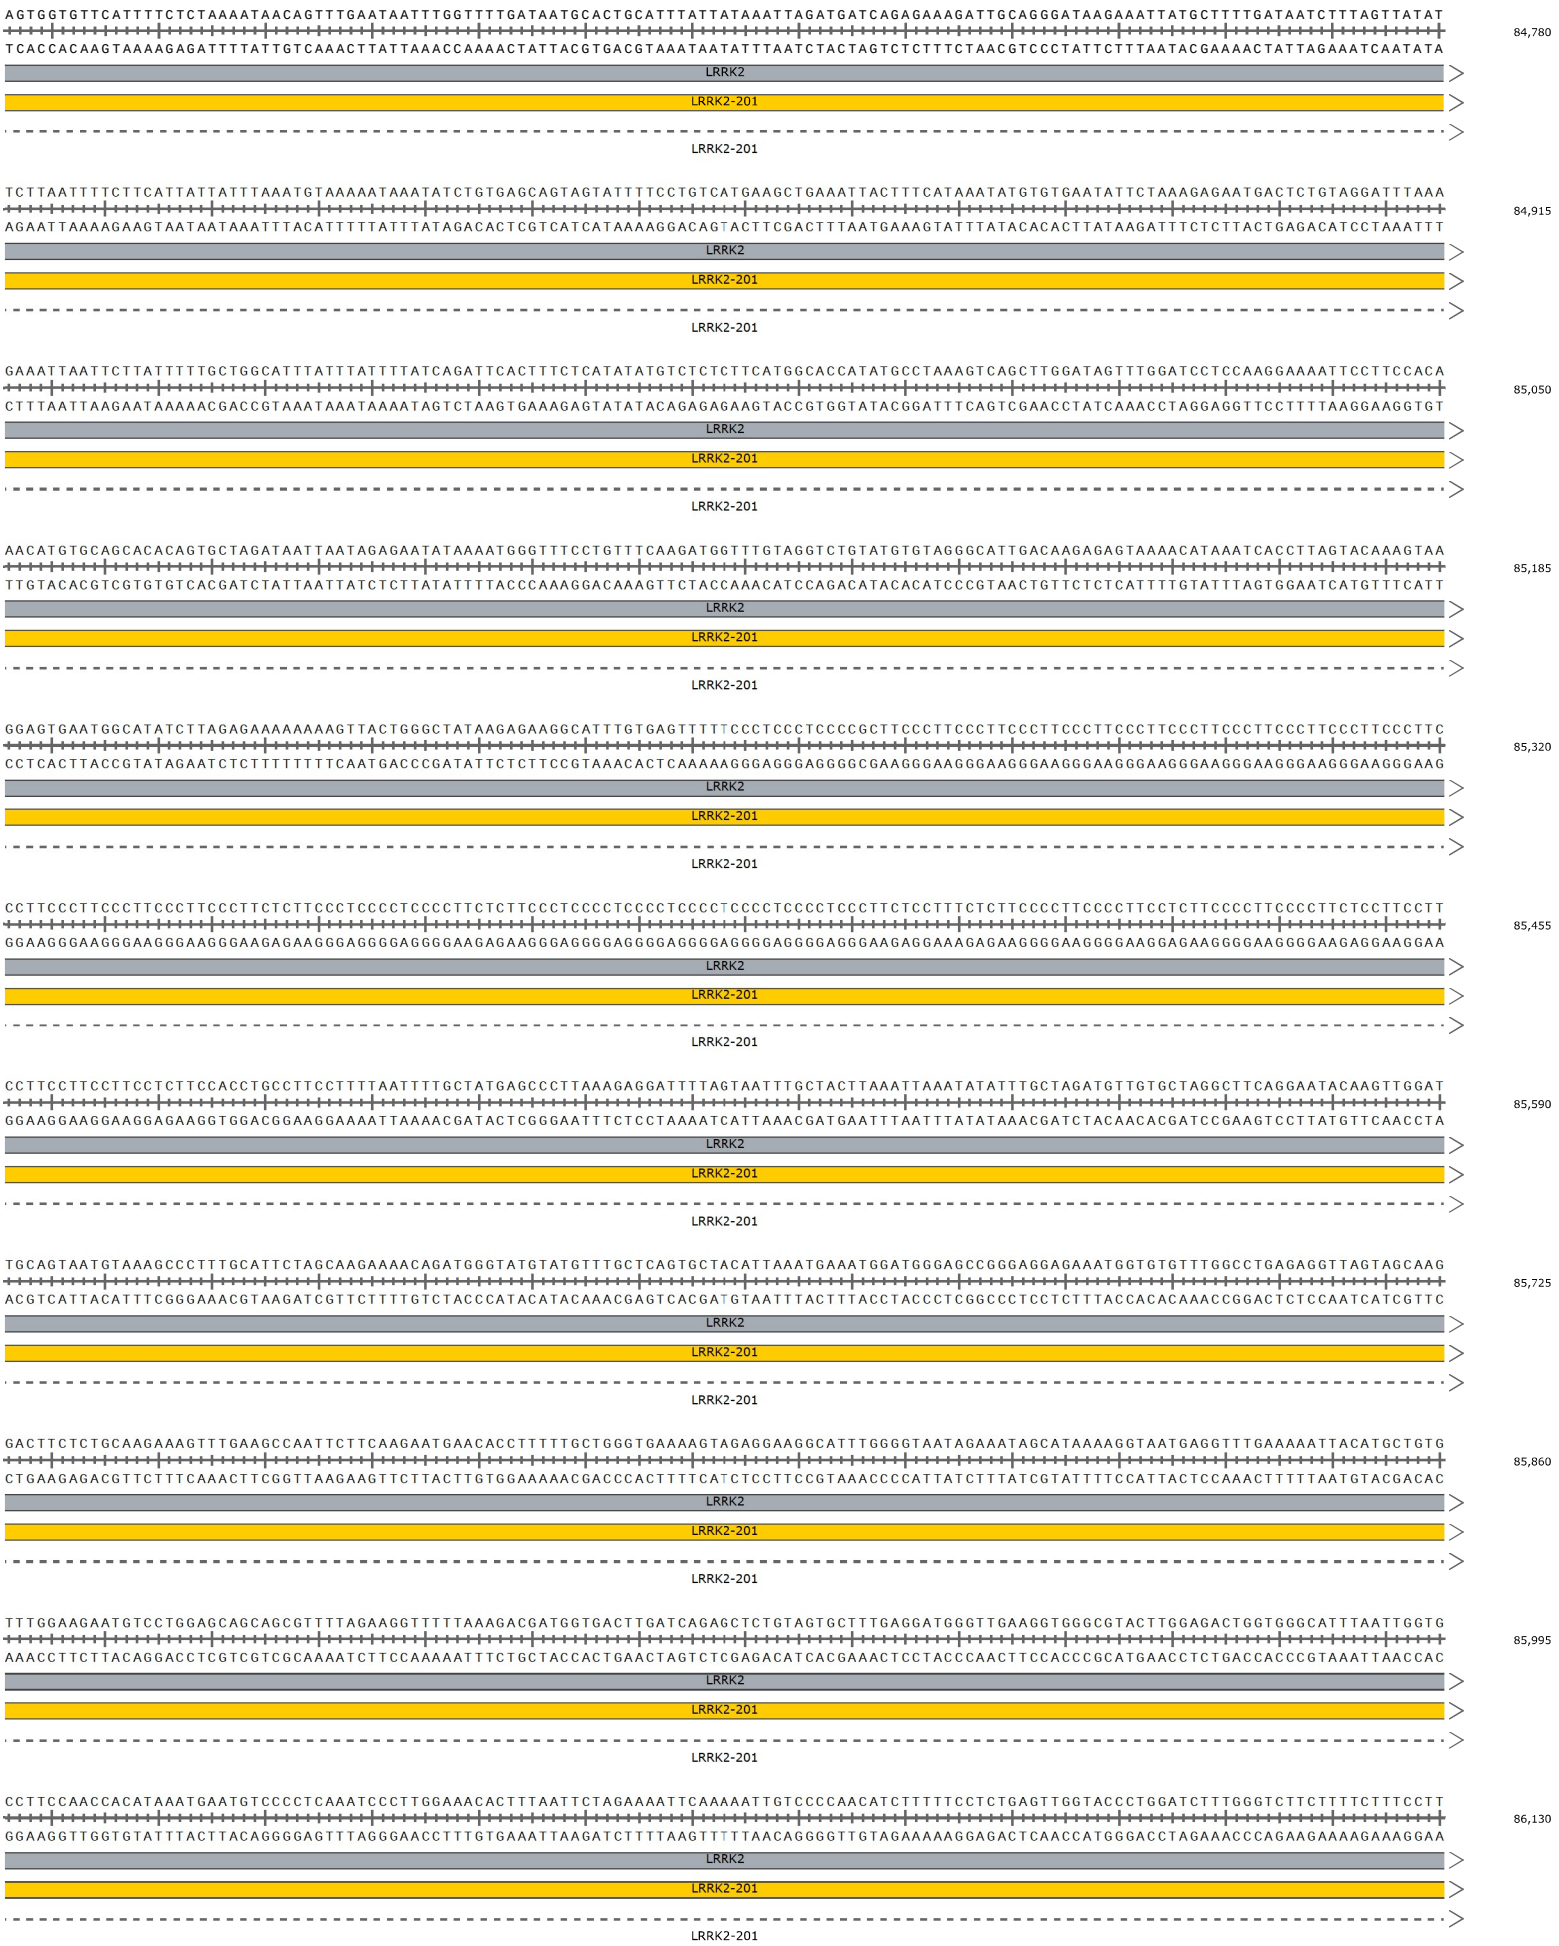 AGTGGTGTTCATTTTCTCTAAAATAACAGTTTGAATAATTTGGTTTTGATAATGCACTGCATTTATTATAAATTAGATGATCAGAGAAAGATTGCAGGGATAAGAAATTATGCTTTTGATAATCTTTAGTTATAT
84,780
TCACCACAAGTAAAAGAGATTTTATTGTCAAACTTATTAAACCAAAACTATTACGTGACGTAAATAATATTTAATCTACTAGTCTCTTTCTAACGTCCCTATTCTTTAATACGAAAACTATTAGAAATCAATATA
LRRK2
LRRK2-201
LRRK2-201
TCTTAATTTTCTTCATTATTATTTAAATGTAAAAATAAATATCTGTGAGCAGTAGTATTTTCCTGTCATGAAGCTGAAATTACTTTCATAAATATGTGTGAATATTCTAAAGAGAATGACTCTGTAGGATTTAAA
84,915
AGAATTAAAAGAAGTAATAATAAATTTACATTTTTATTTATAGACACTCGTCATCATAAAAGGACAGTACTTCGACTTTAATGAAAGTATTTATACACACTTATAAGATTTCTCTTACTGAGACATCCTAAATTT
LRRK2
LRRK2-201
LRRK2-201
GAAATTAATTCTTATTTTTGCTGGCATTTATTTATTTTATCAGATTCACTTTCTCATATATGTCTCTCTTCATGGCACCATATGCCTAAAGTCAGCTTGGATAGTTTGGATCCTCCAAGGAAAATTCCTTCCACA
85,050
CTTTAATTAAGAATAAAAACGACCGTAAATAAATAAAATAGTCTAAGTGAAAGAGTATATACAGAGAGAAGTACCGTGGTATACGGATTTCAGTCGAACCTATCAAACCTAGGAGGTTCCTTTTAAGGAAGGTGT
LRRK2
LRRK2-201
LRRK2-201
AACATGTGCAGCACACAGTGCTAGATAATTAATAGAGAATATAAAATGGGTTTCCTGTTTCAAGATGGTTTGTAGGTCTGTATGTGTAGGGCATTGACAAGAGAGTAAAACATAAATCACCTTAGTACAAAGTAA
85,185
TTGTACACGTCGTGTGTCACGATCTATTAATTATCTCTTATATTTTACCCAAAGGACAAAGTTCTACCAAACATCCAGACATACACATCCCGTAACTGTTCTCTCATTTTGTATTTAGTGGAATCATGTTTCATT
LRRK2
LRRK2-201
LRRK2-201
GGAGTGAATGGCATATCTTAGAGAAAAAAAAGTTACTGGGCTATAAGAGAAGGCATTTGTGAGTTTTTCCCTCCCTCCCCGCTTCCCTTCCCTTCCCTTCCCTTCCCTTCCCTTCCCTTCCCTTCCCTTCCCTTC
85,320
CCTCACTTACCGTATAGAATCTCTTTTTTTTCAATGACCCGATATTCTCTTCCGTAAACACTCAAAAAGGGAGGGAGGGGCGAAGGGAAGGGAAGGGAAGGGAAGGGAAGGGAAGGGAAGGGAAGGGAAGGGAAG
LRRK2
LRRK2-201
LRRK2-201
CCTTCCCTTCCCTTCCCTTCCCTTCTCTTCCCTCCCCTCCCCTTCTCTTCCCTCCCCTCCCCTCCCCTCCCCTCCCCTCCCTTCTCCTTTCTCTTCCCCTTCCCCTTCCTCTTCCCCTTCCCCTTCTCCTTCCTT
85,455
GGAAGGGAAGGGAAGGGAAGGGAAGAGAAGGGAGGGGAGGGGAAGAGAAGGGAGGGGAGGGGAGGGGAGGGGAGGGGAGGGAAGAGGAAAGAGAAGGGGAAGGGGAAGGAGAAGGGGAAGGGGAAGAGGAAGGAA
LRRK2
LRRK2-201
LRRK2-201
CCTTCCTTCCTTCCTCTTCCACCTGCCTTCCTTTTAATTTTGCTATGAGCCCTTAAAGAGGATTTTAGTAATTTGCTACTTAAATTAAATATATTTGCTAGATGTTGTGCTAGGCTTCAGGAATACAAGTTGGAT
85,590
GGAAGGAAGGAAGGAGAAGGTGGACGGAAGGAAAATTAAAACGATACTCGGGAATTTCTCCTAAAATCATTAAACGATGAATTTAATTTATATAAACGATCTACAACACGATCCGAAGTCCTTATGTTCAACCTA
LRRK2
LRRK2-201
LRRK2-201
TGCAGTAATGTAAAGCCCTTTGCATTCTAGCAAGAAAACAGATGGGTATGTATGTTTGCTCAGTGCTACATTAAATGAAATGGATGGGAGCCGGGAGGAGAAATGGTGTGTTTGGCCTGAGAGGTTAGTAGCAAG
85,725
ACGTCATTACATTTCGGGAAACGTAAGATCGTTCTTTTGTCTACCCATACATACAAACGAGTCACGATGTAATTTACTTTACCTACCCTCGGCCCTCCTCTTTACCACACAAACCGGACTCTCCAATCATCGTTC
LRRK2
LRRK2-201
LRRK2-201
GACTTCTCTGCAAGAAAGTTTGAAGCCAATTCTTCAAGAATGAACACCTTTTTGCTGGGTGAAAAGTAGAGGAAGGCATTTGGGGTAATAGAAATAGCATAAAAGGTAATGAGGTTTGAAAAATTACATGCTGTG
85,860
CTGAAGAGACGTTCTTTCAAACTTCGGTTAAGAAGTTCTTACTTGTGGAAAAACGACCCACTTTTCATCTCCTTCCGTAAACCCCATTATCTTTATCGTATTTTCCATTACTCCAAACTTTTTAATGTACGACAC
LRRK2
LRRK2-201
LRRK2-201
TTTGGAAGAATGTCCTGGAGCAGCAGCGTTTTAGAAGGTTTTTAAAGACGATGGTGACTTGATCAGAGCTCTGTAGTGCTTTGAGGATGGGTTGAAGGTGGGCGTACTTGGAGACTGGTGGGCATTTAATTGGTG
85,995
AAACCTTCTTACAGGACCTCGTCGTCGCAAAATCTTCCAAAAATTTCTGCTACCACTGAACTAGTCTCGAGACATCACGAAACTCCTACCCAACTTCCACCCGCATGAACCTCTGACCACCCGTAAATTAACCAC
LRRK2
LRRK2-201
LRRK2-201
CCTTCCAACCACATAAATGAATGTCCCCTCAAATCCCTTGGAAACACTTTAATTCTAGAAAATTCAAAAATTGTCCCCAACATCTTTTTCCTCTGAGTTGGTACCCTGGATCTTTGGGTCTTCTTTTCTTTCCTT
86,130
GGAAGGTTGGTGTATTTACTTACAGGGGAGTTTAGGGAACCTTTGTGAAATTAAGATCTTTTAAGTTTTTAACAGGGGTTGTAGAAAAAGGAGACTCAACCATGGGACCTAGAAACCCAGAAGAAAAGAAAGGAA
LRRK2
LRRK2-201
LRRK2-201